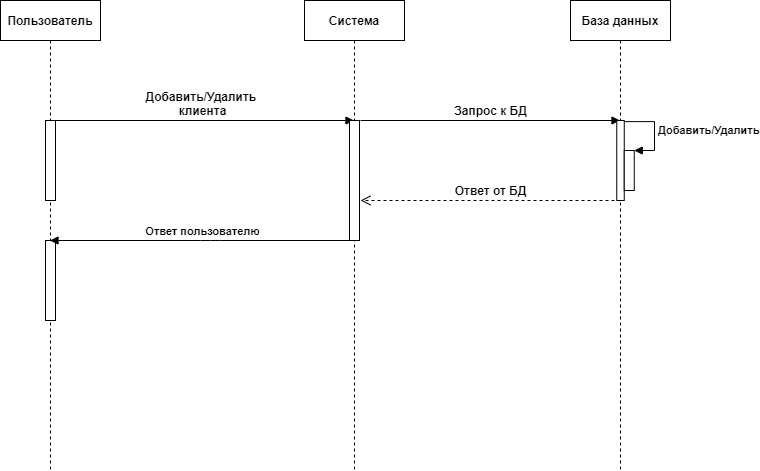 Пользователь
Система
База данных
Добавить/Удалить
клиента
Запрос к БД
Добавить/Удалить
Ответ от БД
Ответ пользователю